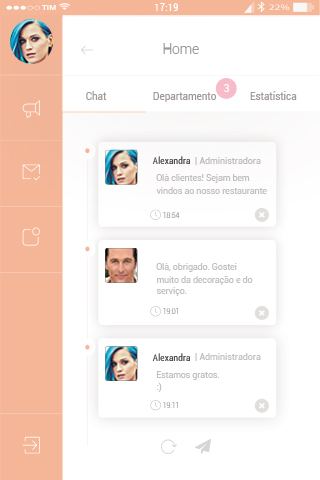 TIM 17:19 22%
Home
Chat Departamento 3 Estatística
Alexandra | Administradora
Olá clientes! Sejam bem
vindos ao nosso restaurante
18:54
Olá, obrigado. Gostei
muito da decoração e do
serviço.
19:01
Alexandra | Administradora
Estamos gratos.
:)
19:11